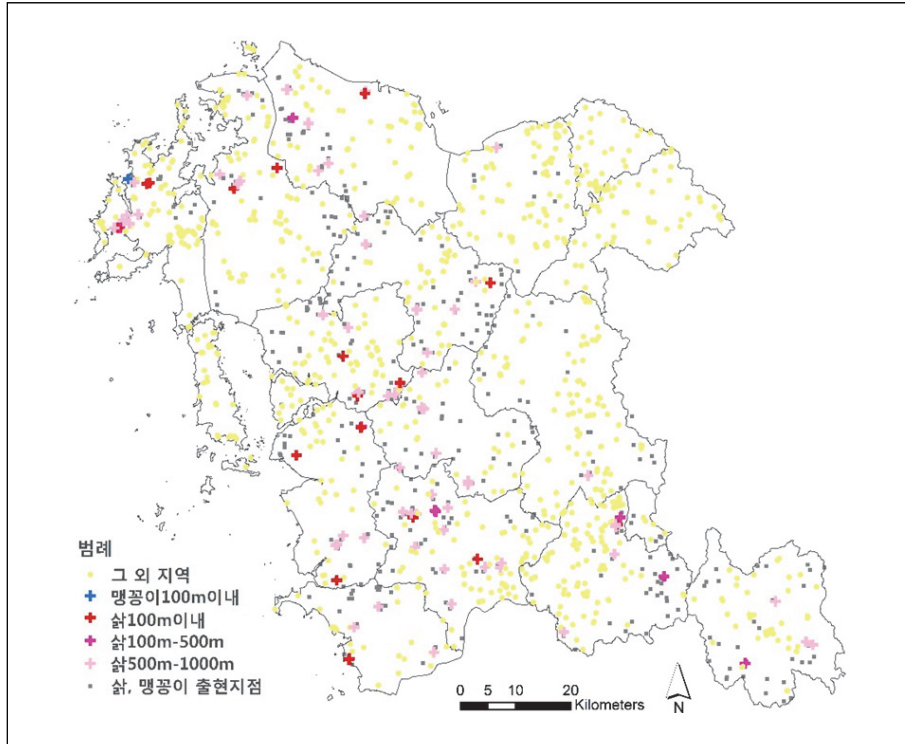 범례
그 외 지역
맹꽁이100m이내
삵100m이내
삵100m-500m
삵500m-1000m
삵, 맹꽁이 출현지점
0 5 10 20
Kilometers
N